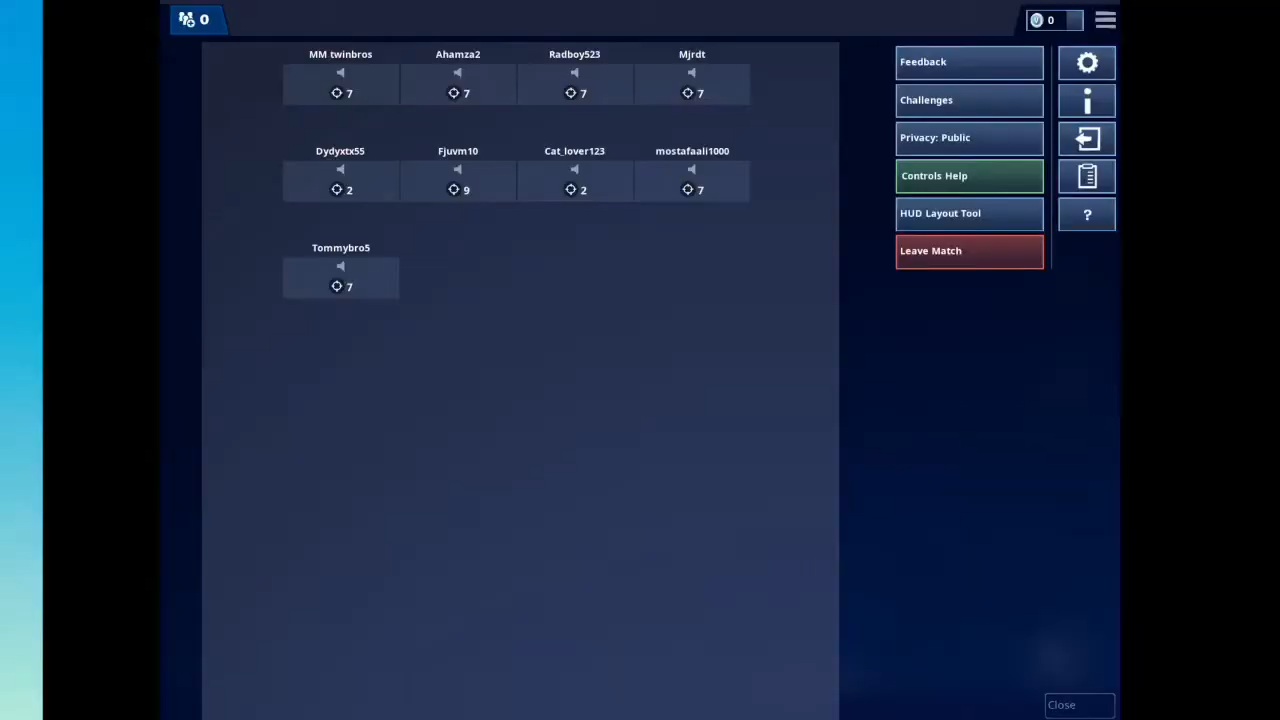 0
0
MM twinbros Ahamza2 Radboy523 Mjrdt
7 7 7 7
Dydyxtx55 Fjuvm10 Cat_lover123 mostafaali1000
2 9 2 7
Tommybro5
7
Feedback
Challenges
Privacy: Public
Controls Help
HUD Layout Tool
?
Leave Match
Close